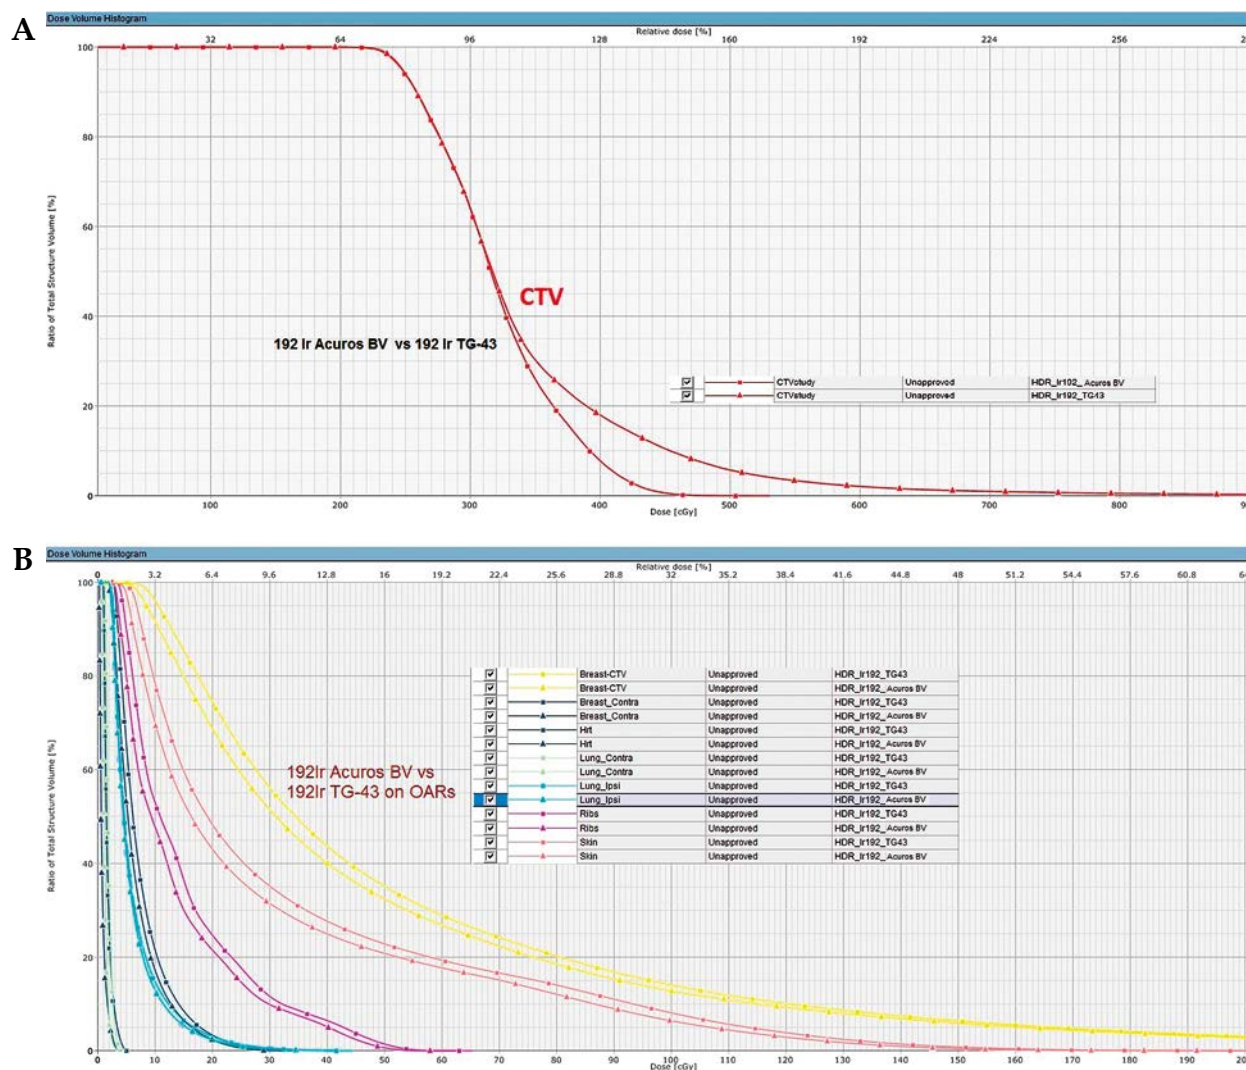 A
Dose Volume Histogram
Relative dose [%]
32 64 96 128 160 192 224 256
100
80
60
40
20
0
Ratio of Total Structure Volume [%]
CTV
192 Ir Acuros BV vs 192 Ir TG-43
CTVstudy Unapproved HDR_Ir192_ Acuros BV
CTVstudy Unapproved HDR_Ir192_TG43
100 200 300 400 500 600 700 800
Dose [cGy]
B
Dose Volume Histogram
Relative dose [%]
0 3.2 6.4 9.6 12.8 16 19.2 22.4 25.6 28.8 32 35.2 38.4 41.6 44.8 48 51.2 54.4 57.6 60.8
100
80
60
40
20
0
Ratio of Total Structure Volume [%]
192Ir Acuros BV vs
192Ir TG-43 on OARs
Breast-CTV Unapproved HDR_Ir192_TG43
Breast-CTV Unapproved HDR_Ir192_Acuros BV
Breast_Contra Unapproved HDR_Ir192_TG43
Breast_Contra Unapproved HDR_Ir192_Acuros BV
Hrt Unapproved HDR_Ir192_TG43
Hrt Unapproved HDR_Ir192_Acuros BV
Lung_Contra Unapproved HDR_Ir192_TG43
Lung_Contra Unapproved HDR_Ir192_Acuros BV
Lung_Ipsi Unapproved HDR_Ir192_TG43
Lung_Ipsi Unapproved HDR_Ir192_Acuros BV
Ribs Unapproved HDR_Ir192_TG43
Ribs Unapproved HDR_Ir192_Acuros BV
Skin Unapproved HDR_Ir192_TG43
Skin Unapproved HDR_Ir192_Acuros BV
0 10 20 30 40 50 60 70 80 90 100 110 120 130 140 150 160 170 180 190
Dose [cGy]